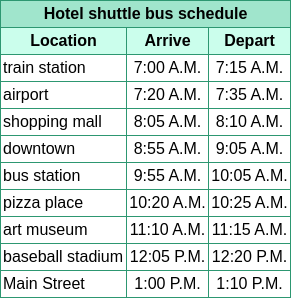 Hotel shuttle bus schedule
Location Arrive Depart
train station 7:00 A.M. 7:15 A.M.
airport 7:20 A.M. 7:35 A.M.
shopping mall 8:05 A.M. 8:10 A.M.
downtown 8:55 A.M. 9:05 A.M.
bus station 9:55 A.M. 10:05 A.M.
pizza place 10:20 A.M. 10:25 A.M.
art museum 11:10 A.M. 11:15 A.M.
baseball stadium 12:05 P.M. 12:20 P.M.
Main Street 1:00 P.M. 1:10 P.M.